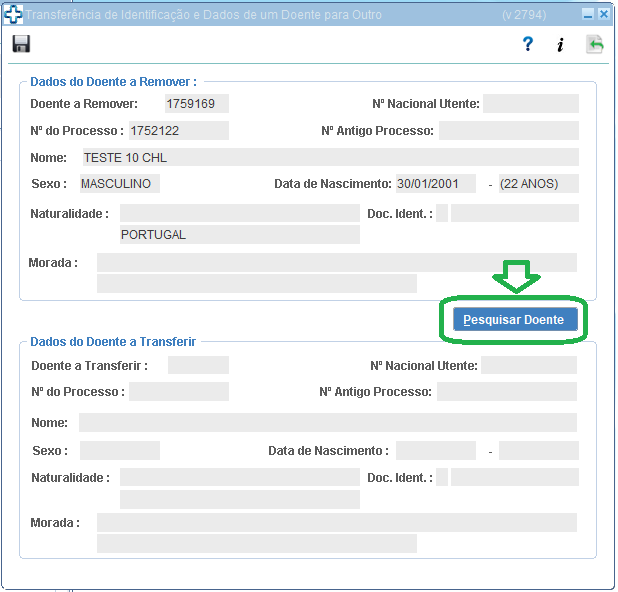 Transferência de Identificação e Dados de um Doente para Outro (v 2794)
? i
Dados do Doente a Remover :
Doente a Remover: 1759169 Nº Nacional Utente:
Nº do Processo : 1752122 Nº Antigo Processo:
Nome: TESTE 10 CHL
Sexo : MASCULINO Data de Nascimento: 30/01/2001 - (22 ANOS)
Naturalidade : Doc. Ident. :
PORTUGAL
Morada :
Pesquisar Doente
Dados do Doente a Transferir
Doente a Transferir : Nº Nacional Utente:
Nº do Processo : Nº Antigo Processo:
Nome:
Sexo : Data de Nascimento : -
Naturalidade : Doc. Ident. :
Morada :